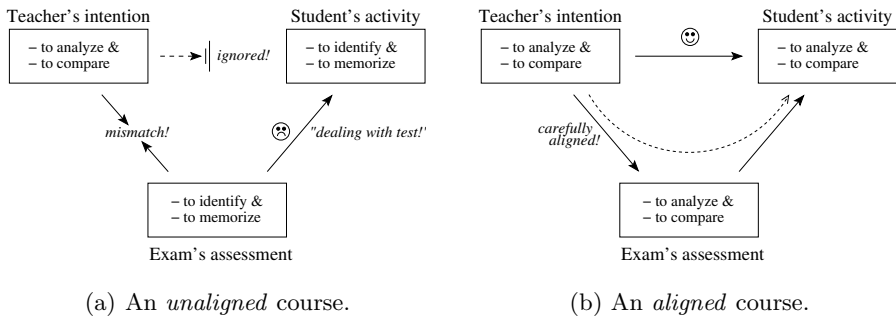 Teacher's intention
– to analyze &
– to compare
ignored!
Student's activity
– to identify &
– to memorize
mismatch!
"dealing with test!"
– to identify &
– to memorize
Exam's assessment
(a) An unaligned course.
Teacher's intention
– to analyze &
– to compare
Student's activity
– to analyze &
– to compare
carefully
aligned!
– to analyze &
– to compare
Exam's assessment
(b) An aligned course.